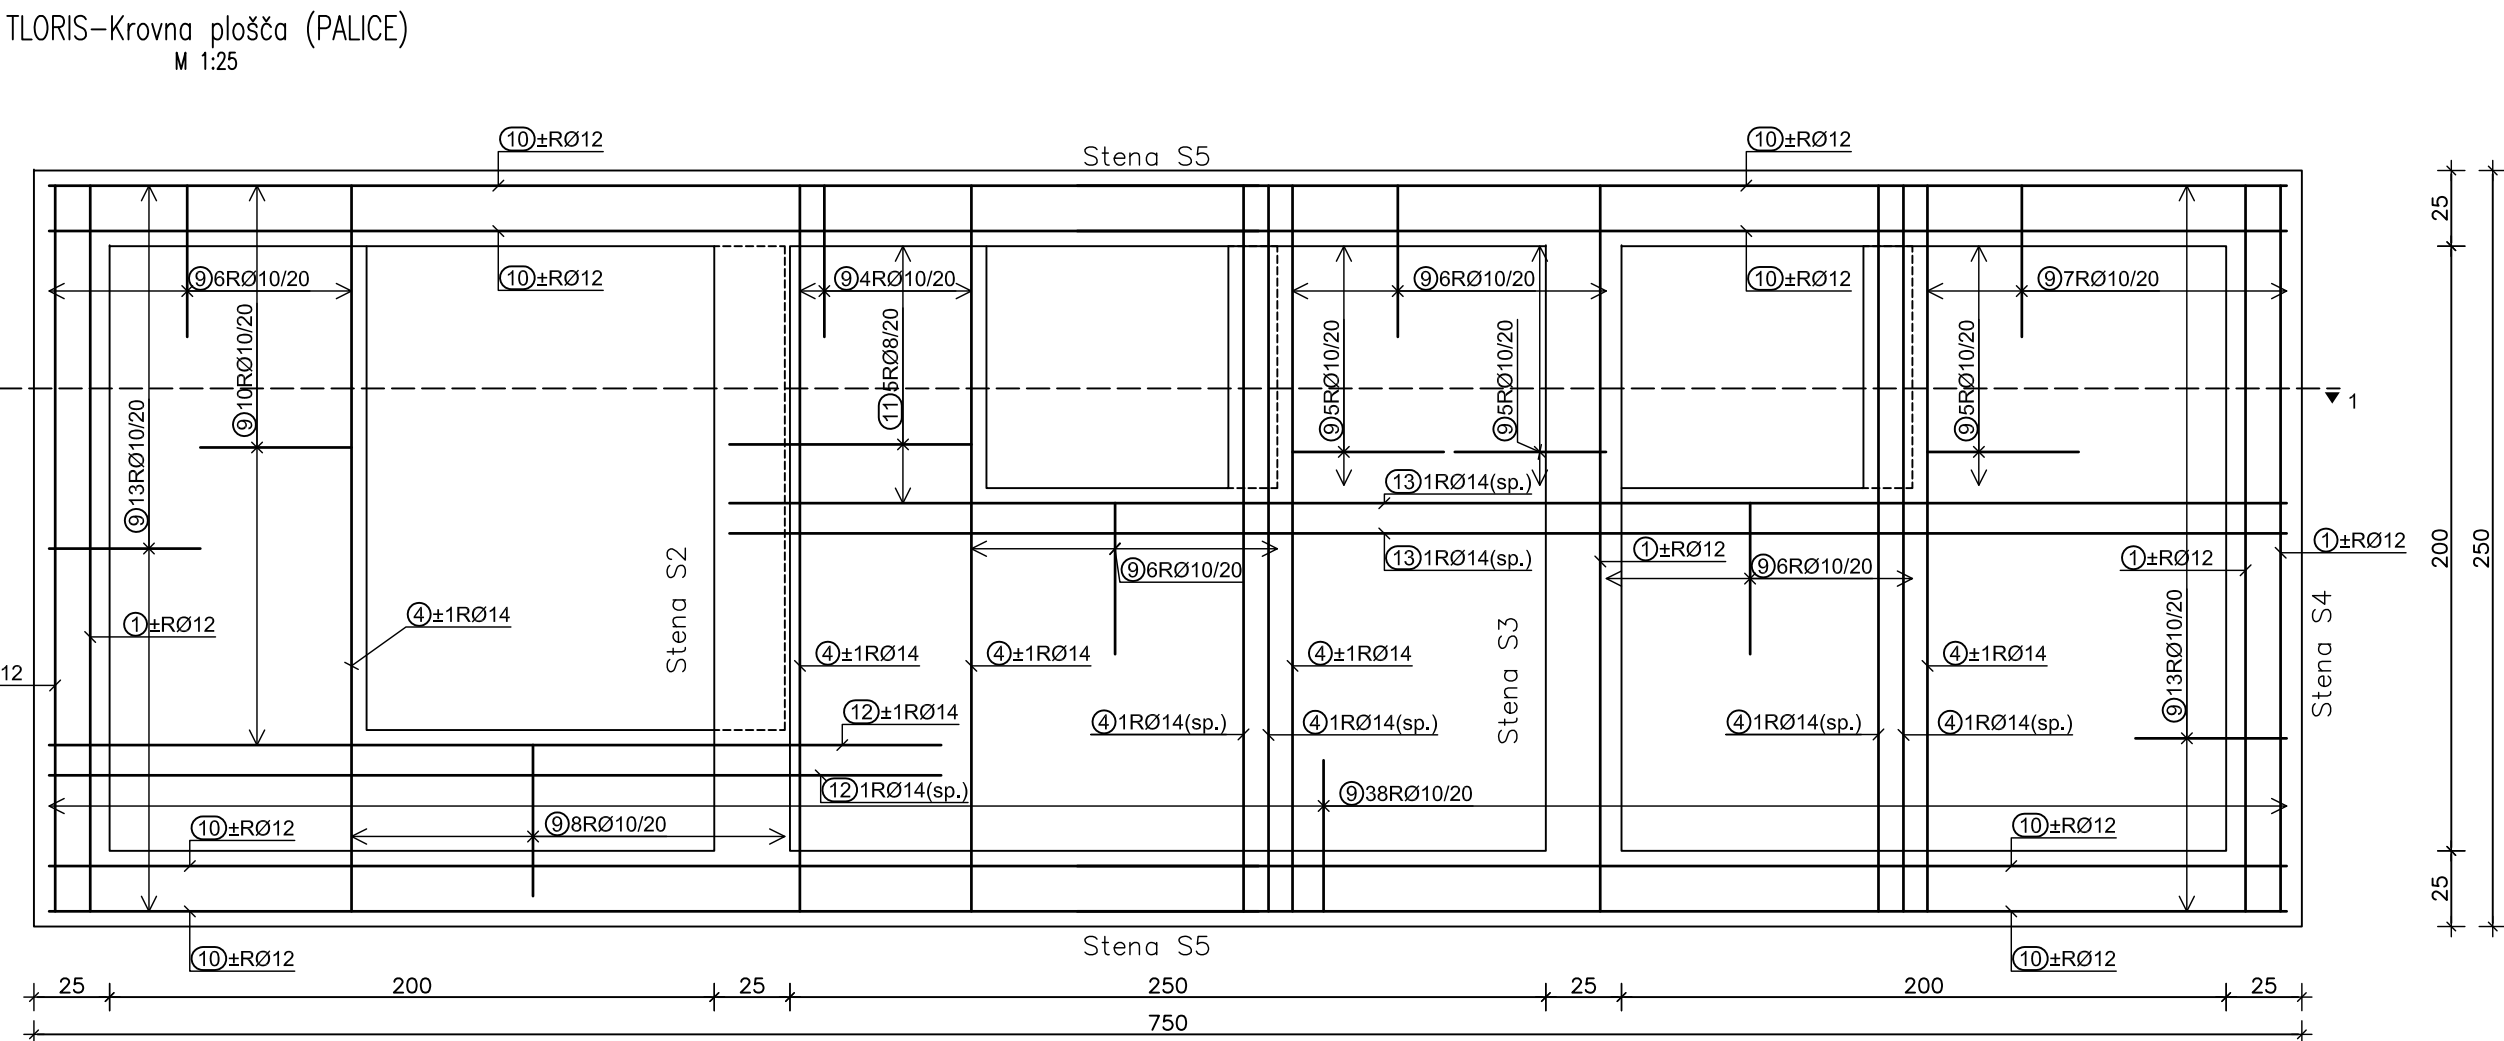 TLORIS-Krovna plošča (PALICE)
M 1:25
10±RØ12
10±RØ12
Stena S5
9 6RØ10/20
10±RØ12
9 4RØ10/20
9 6RØ10/20
10±RØ12
9 7RØ10/20
25
9 10RØ10/20
11 5RØ8/20
9 5RØ10/20
9 5RØ10/20
9 5RØ10/20
1
9 13RØ10/20
13 1RØ14(sp.)
13 1RØ14(sp.)
1±RØ12
1±RØ12
1±RØ12
200
250
9 6RØ10/20
9 6RØ10/20
Stena S2
4±1RØ14
1±RØ12
Stena S3
Stena S4
9 13RØ10/20
12
4±1RØ14
4±1RØ14
4±1RØ14
4±1RØ14
12±1RØ14
4 1RØ14(sp.)
4 1RØ14(sp.)
4 1RØ14(sp.)
4 1RØ14(sp.)
12 1RØ14(sp.)
9 38RØ10/20
10±RØ12
9 8RØ10/20
10±RØ12
25
10±RØ12
Stena S5
10±RØ12
25
200
25
250
25
200
25
750